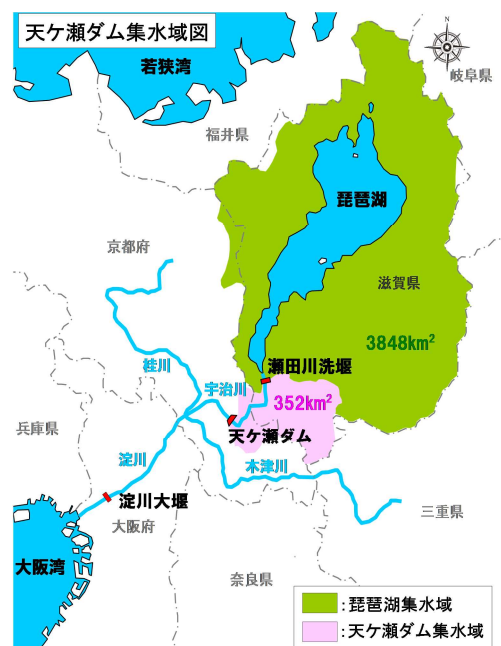 天ケ瀬ダム集水域図
N
若狭湾
岐阜県
福井県
琵琶湖
京都府
滋賀県
3848km²
瀬田川洗堰
桂川
宇治川
352km²
兵庫県
天ケ瀬ダム
淀川
木津川
淀川大堰
三重県
大阪府
大阪湾
奈良県
:琵琶湖集水域
:天ケ瀬ダム集水域